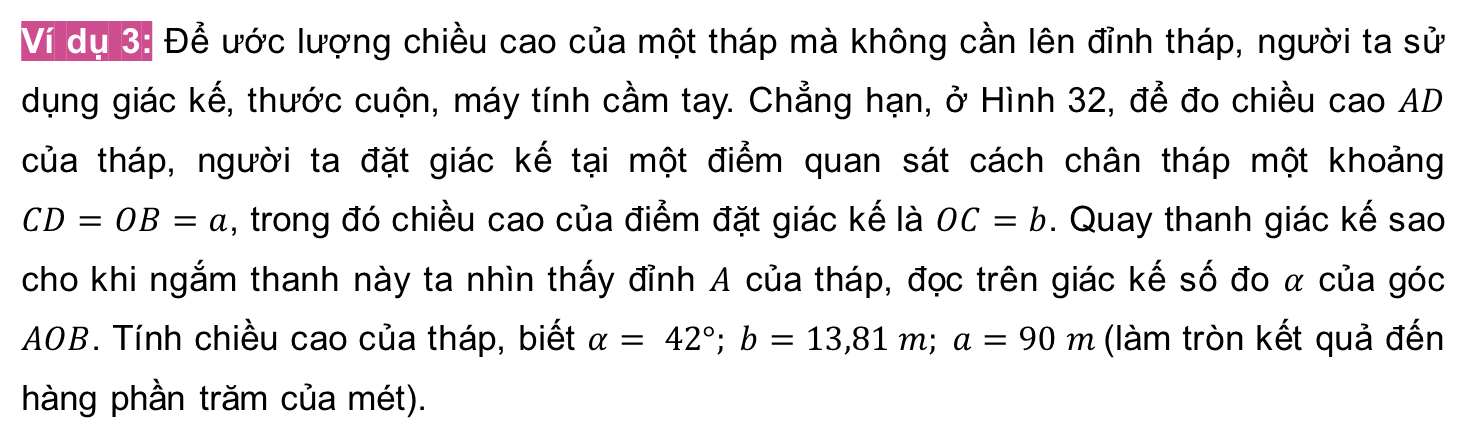 Ví dụ 3: Để ước lượng chiều cao của một tháp mà không cần lên đỉnh tháp, người ta sử
dụng giác kế, thước cuộn, máy tính cầm tay. Chẳng hạn, ở Hình 32, để đo chiều cao AD
của tháp, người ta đặt giác kế tại một điểm quan sát cách chân tháp một khoảng
CD = OB = a, trong đó chiều cao của điểm đặt giác kế là OC = b. Quay thanh giác kế sao
cho khi ngắm thanh này ta nhìn thấy đỉnh A của tháp, đọc trên giác kế số đo α của góc
AOB. Tính chiều cao của tháp, biết α = 42°; b = 13,81 m; a = 90 m (làm tròn kết quả đến
hàng phần trăm của mét).